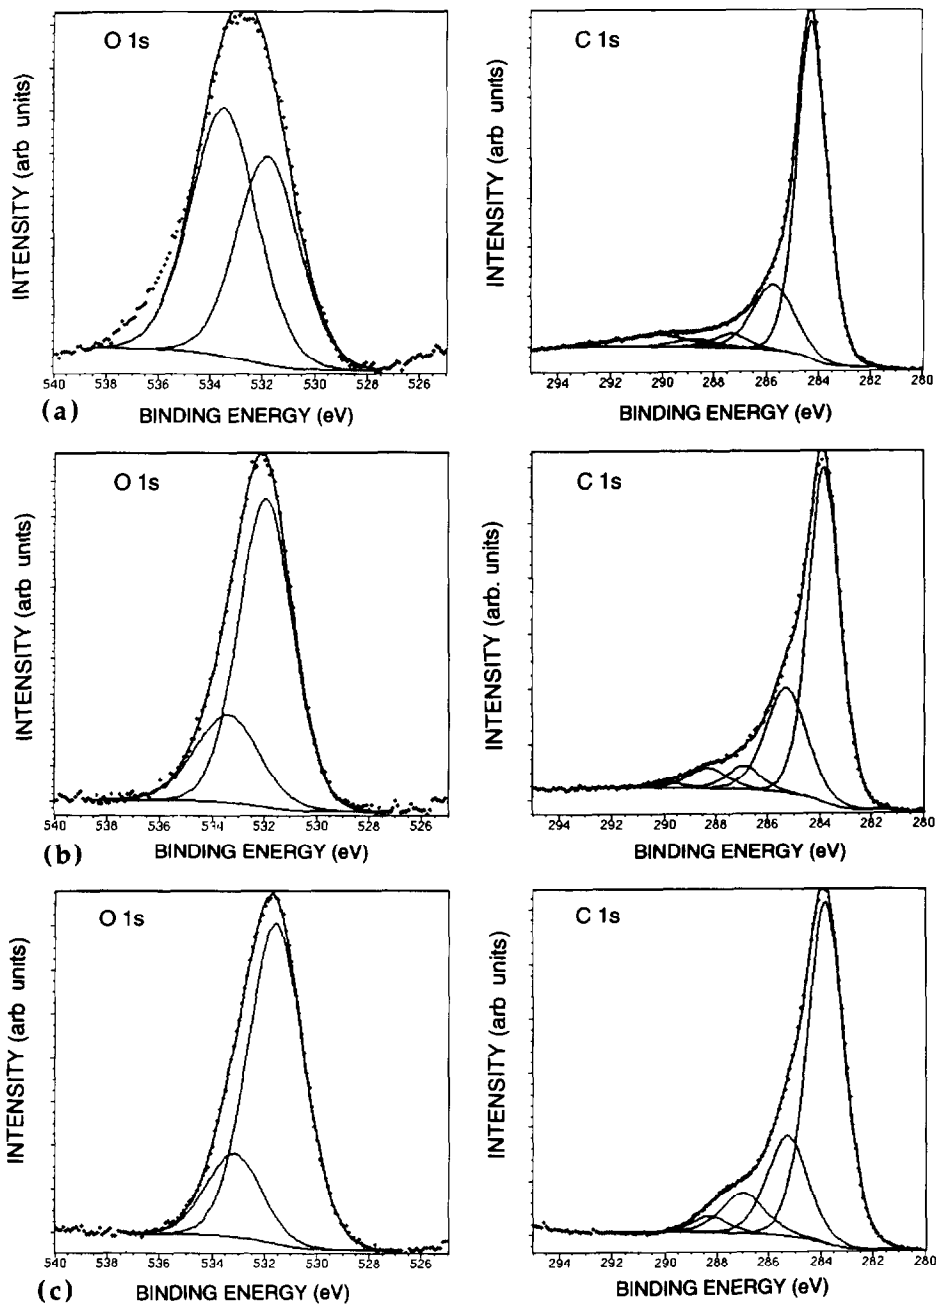 O 1s
INTENSITY (arb units)
540 538 536 534 532 530 528 526
BINDING ENERGY (eV)
C 1s
INTENSITY (arb units)
294 292 290 288 286 284 282 280
BINDING ENERGY (eV)
(a)
O 1s
INTENSITY (arb units)
540 538 536 534 532 530 528 526
BINDING ENERGY (eV)
C 1s
INTENSITY (arb. units)
294 292 290 288 286 284 282 280
BINDING ENERGY (eV)
(b)
O 1s
INTENSITY (arb units)
540 538 536 534 532 530 528 526
BINDING ENERGY (eV)
C 1s
INTENSITY (arb units)
294 292 290 288 286 284 282 280
BINDING ENERGY (eV)
(c)